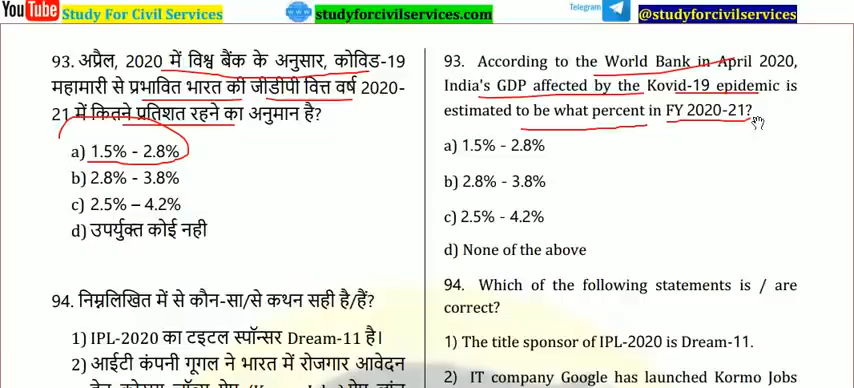 YouTube Study For Civil Services
studyforcivilservices.com
Telegram
@studyforcivilservices
93. अप्रैल, 2020 में विश्व बैंक के अनुसार, कोविड-19
महामारी से प्रभावित भारत की जीडीपी वित्त वर्ष 2020-
21 में कितने प्रतिशत रहने का अनुमान है?
a) 1.5% - 2.8%
b) 2.8% - 3.8%
c) 2.5% – 4.2%
d) उपर्युक्त कोई नही
94. निम्नलिखित में से कौन-सा/से कथन सही है/हैं?
1) IPL-2020 का टाइटल स्पॉन्सर Dream-11 है।
2) आईटी कंपनी गूगल ने भारत में रोजगार आवेदन
93. According to the World Bank in April 2020,
India's GDP affected by the Kovid-19 epidemic is
estimated to be what percent in FY 2020-21?
a) 1.5% - 2.8%
b) 2.8% - 3.8%
c) 2.5% - 4.2%
d) None of the above
94. Which of the following statements is / are
correct?
1) The title sponsor of IPL-2020 is Dream-11.
2) IT company Google has launched Kormo Jobs